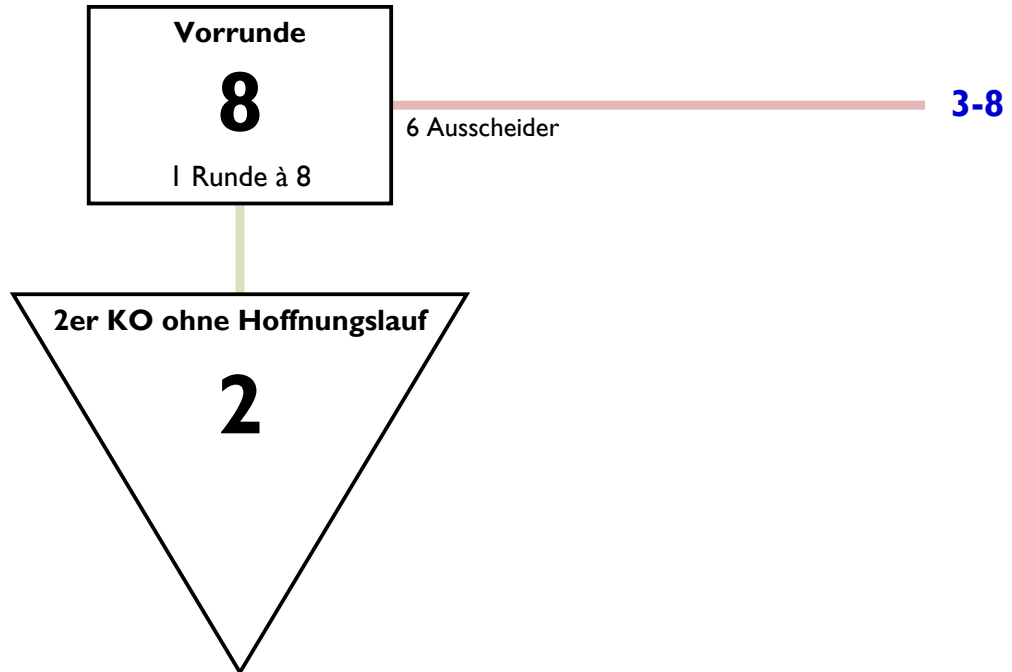 Vorrunde
8
1 Runde à 8
6 Ausscheider
3-8
2er KO ohne Hoffnungslauf
2